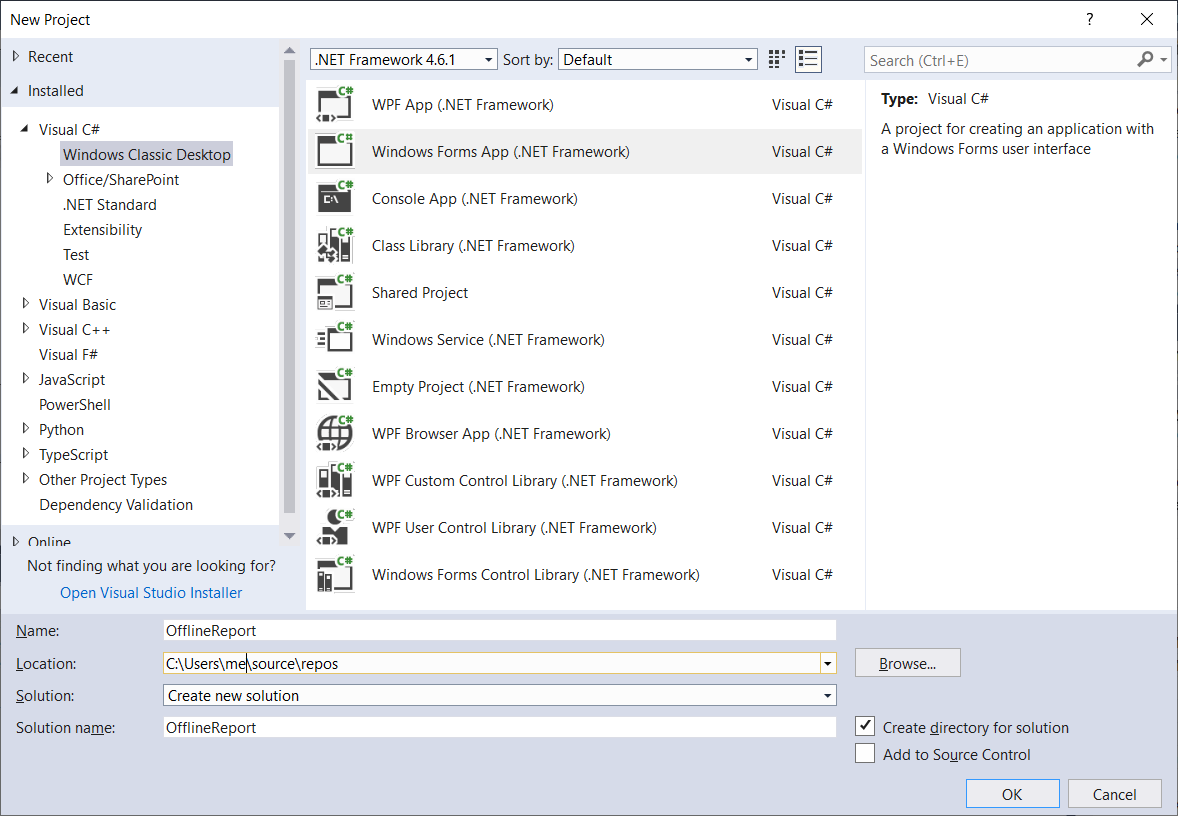 New Project
?
Recent
Installed
Visual C#
Windows Classic Desktop
Office/SharePoint
.NET Standard
Extensibility
Test
WCF
Visual Basic
Visual C++
Visual F#
JavaScript
PowerShell
Python
TypeScript
Other Project Types
Dependency Validation
Online
Not finding what you are looking for?
Open Visual Studio Installer
.NET Framework 4.6.1
Sort by: Default
Search (Ctrl+E)
C# WPF App (.NET Framework) Visual C#
C# Windows Forms App (.NET Framework) Visual C#
C# C:\ Console App (.NET Framework) Visual C#
C# Class Library (.NET Framework) Visual C#
C# Shared Project Visual C#
C# Windows Service (.NET Framework) Visual C#
C# Empty Project (.NET Framework) Visual C#
C# WPF Browser App (.NET Framework) Visual C#
C# WPF Custom Control Library (.NET Framework) Visual C#
C# WPF User Control Library (.NET Framework) Visual C#
C# Windows Forms Control Library (.NET Framework) Visual C#
Type: Visual C#
A project for creating an application with
a Windows Forms user interface
Name: OfflineReport
Location: C:\Users\me\source\repos
Browse...
Solution: Create new solution
Solution name: OfflineReport
Create directory for solution
Add to Source Control
OK
Cancel